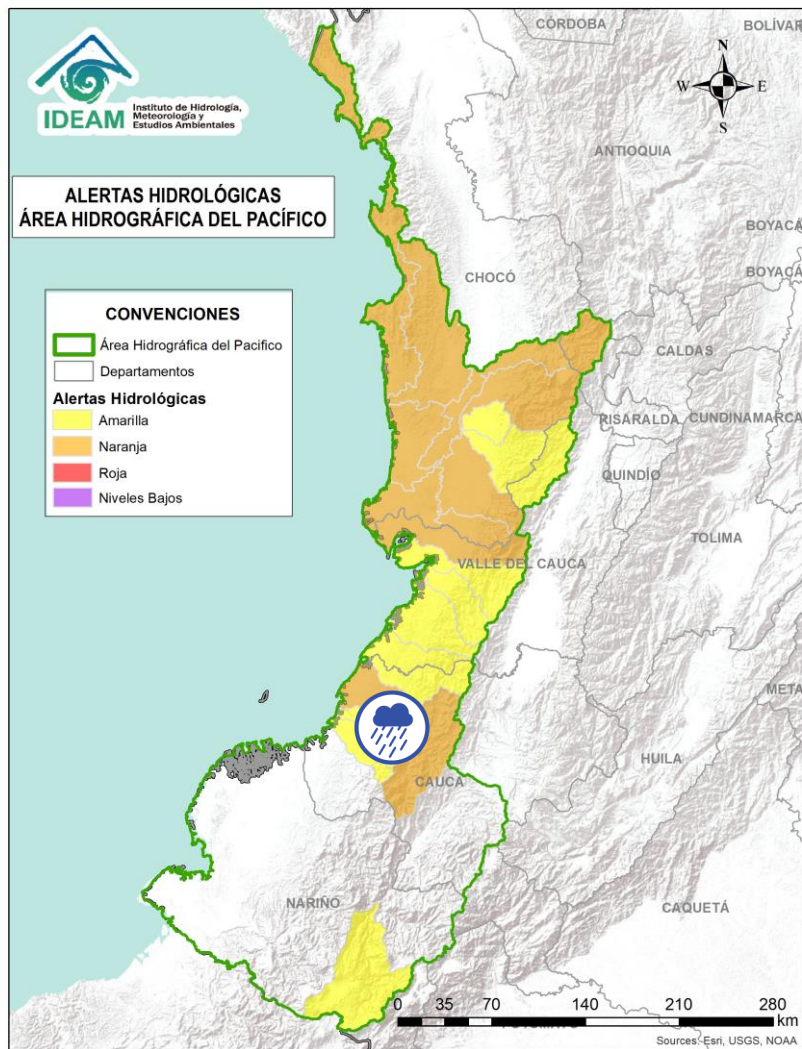 IDEAM
Instituto de Hidrología,
Meteorología y
Estudios Ambientales
ALERTAS HIDROLÓGICAS
ÁREA HIDROGRÁFICA DEL PACÍFICO
CONVENCIONES
Área Hidrográfica del Pacifico
Departamentos
Alertas Hidrológicas
Amarilla
Naranja
Roja
Niveles Bajos
N
W
E
S
CÓRDOBA
BOLÍVAR
ANTIOQUIA
BOYACÁ
BOYACÁ
CHOCÓ
CALDAS
RISARALDA
CUNDINAMARCA
QUINDÍO
TOLIMA
VALLE DEL CAUCA
META
HUILA
CAUCA
CAQUETÁ
NARIÑO
0 35 70 140 210 280
km
Sources: Esri, USGS, NOAA